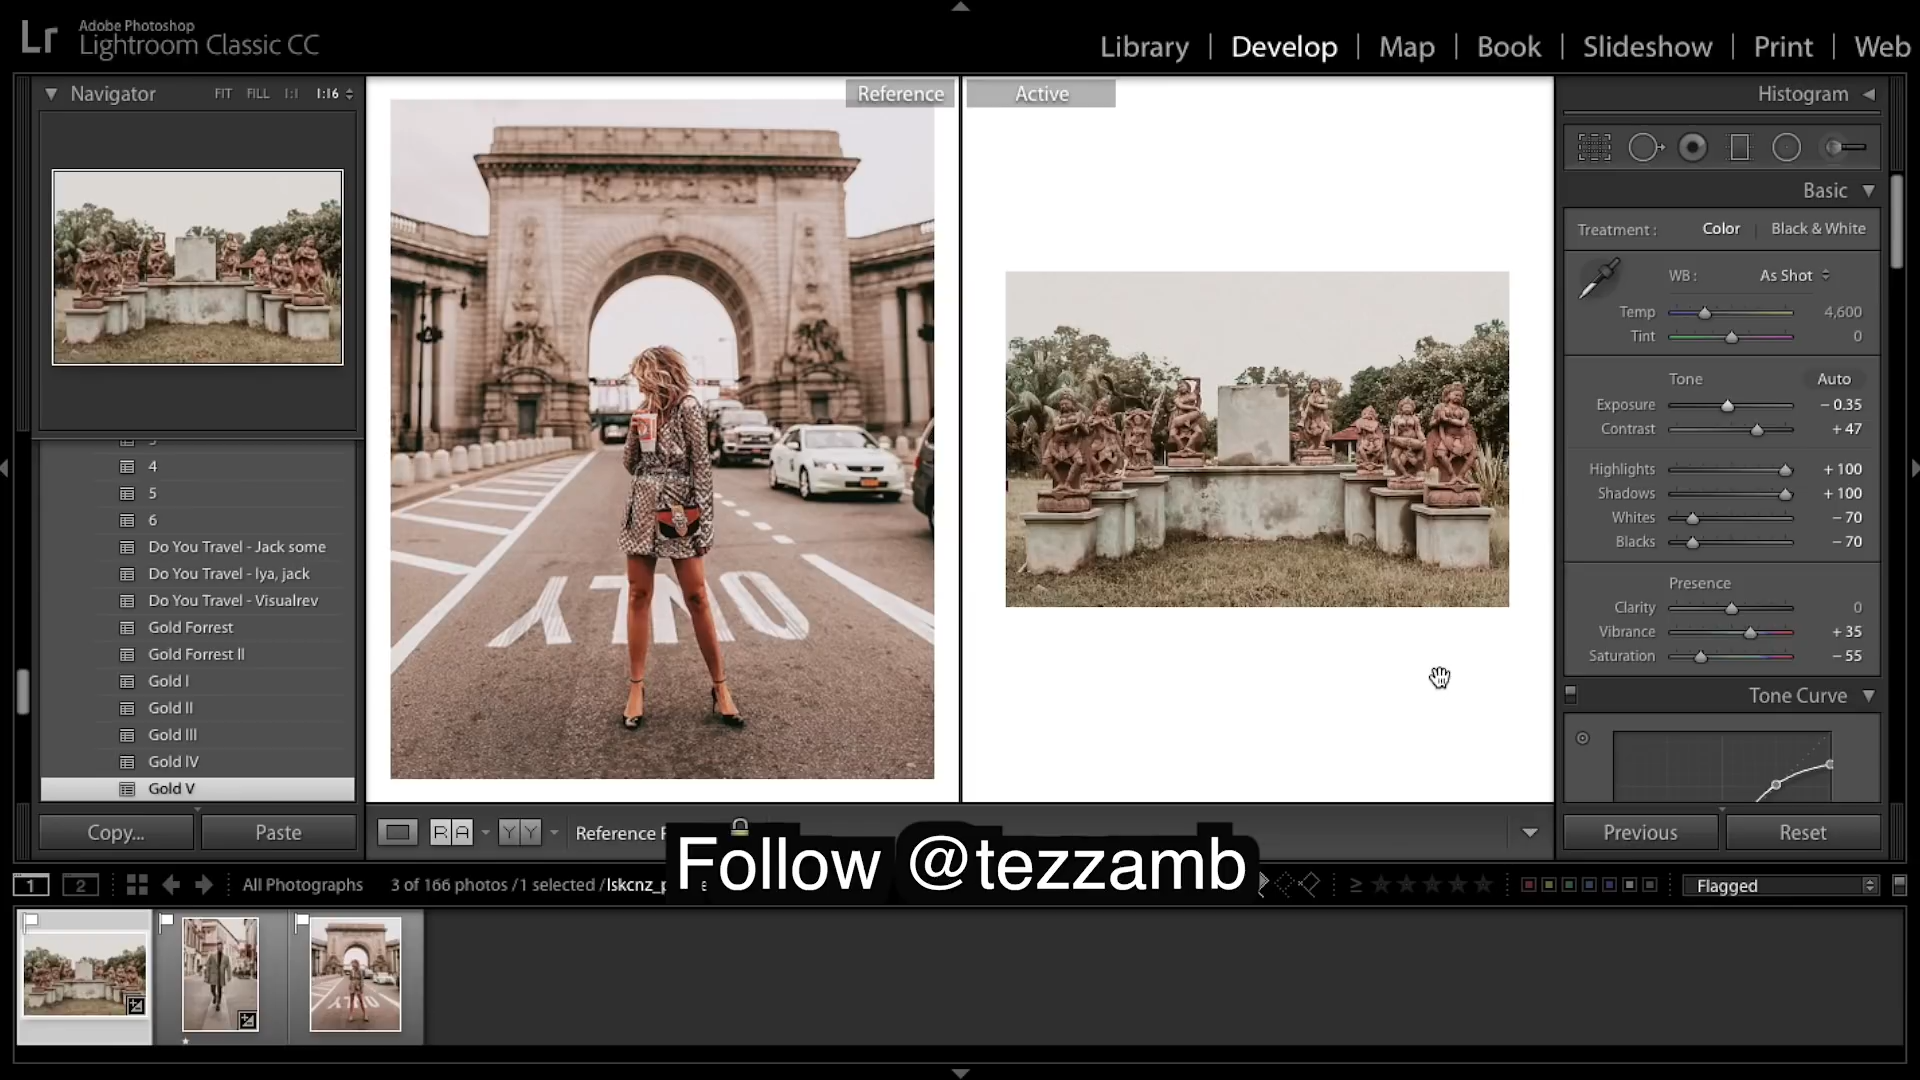 Lr
Adobe Photoshop
Lightroom Classic CC
Library | Develop | Map | Book | Slideshow | Print | Web
Navigator FIT FILL 1:1 1:16
4
5
6
Do You Travel - Jack some
Do You Travel - lya, jack
Do You Travel - Visualrev
Gold Forrest
Gold Forrest II
Gold I
Gold II
Gold III
Gold IV
Gold V
Copy... Paste
Reference
Active
ONLY
Histogram
Basic
Treatment : Color Black & White
WB : As Shot
Temp 4,600
Tint 0
Tone Auto
Exposure - 0.35
Contrast + 47
Highlights + 100
Shadows + 100
Whites - 70
Blacks - 70
Presence
Clarity 0
Vibrance + 35
Saturation - 55
Tone Curve
Previous Reset
RA YY Reference
Follow @tezzamb
1 2 All Photographs 3 of 166 photos /1 selected /lskcnz_ Flagged